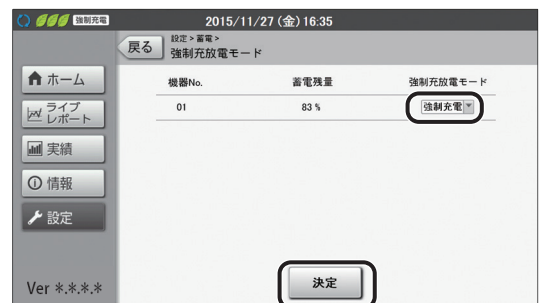 強制充電
2015/11/27 (金) 16:35
戻る
設定 > 蓄電 >
強制充放電モード
ホーム
ライブ
レポート
実績
情報
設定
Ver *.*.*.*
機器No. 蓄電残量 強制充放電モード
01 83 % 強制充電
決定